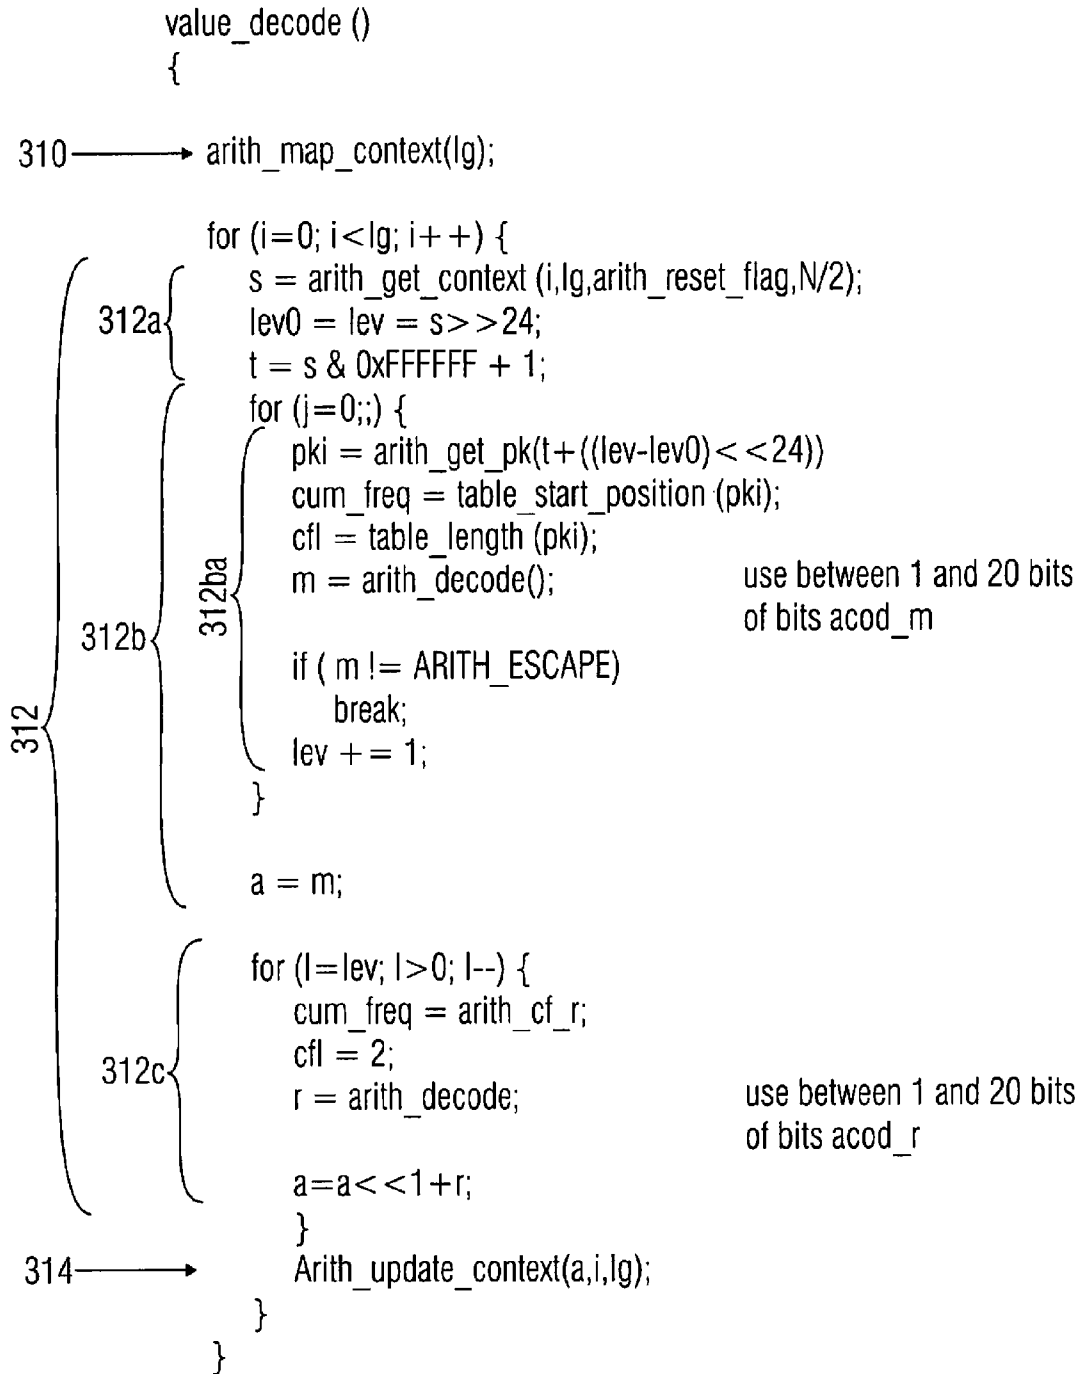 value_decode ()
{
310 arith_map_context(lg);
for (i=0; i<lg; i++) {
s = arith_get_context (i,lg,arith_reset_flag,N/2);
312a lev0 = lev = s>>24;
t = s & 0xFFFFFF + 1;
for (j=0;;) {
pki = arith_get_pk(t+((lev-lev0)<<24))
cum_freq = table_start_position (pki);
cfl = table_length (pki);
312ba
m = arith_decode(); use between 1 and 20 bits
of bits acod_m
312b
if ( m != ARITH_ESCAPE)
break;
312
lev += 1;
}
a = m;
for (l=lev; l>0; l--) {
cum_freq = arith_cf_r;
312c cfl = 2;
r = arith_decode; use between 1 and 20 bits
of bits acod_r
a=a<<1+r;
}
314 Arith_update_context(a,i,lg);
}
}